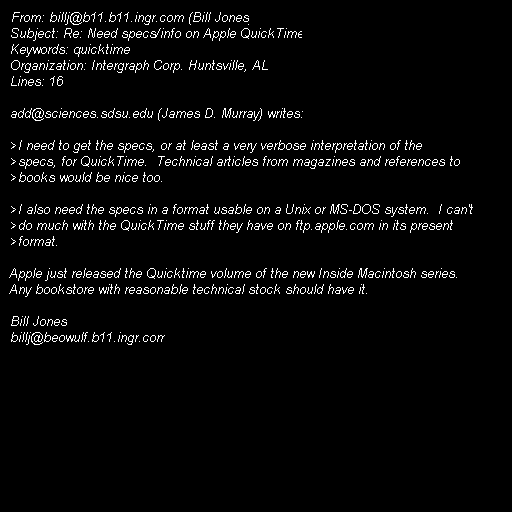 From: billj@b11.b11.ingr.com (Bill Jones
Subject: Re: Need specs/info on Apple QuickTime
Keywords: quicktime
Organization: Intergraph Corp. Huntsville, AL
Lines: 16

add@sciences.sdsu.edu (James D. Murray) writes:

>I need to get the specs, or at least a very verbose interpretation of the
>specs, for QuickTime.  Technical articles from magazines and references to
>books would be nice too.

>I also need the specs in a format usable on a Unix or MS-DOS system.  I can't
>do much with the QuickTime stuff they have on ftp.apple.com in its present
>format.

Apple just released the Quicktime volume of the new Inside Macintosh series.
Any bookstore with reasonable technical stock should have it.

Bill Jones
billj@beowulf.b11.ingr.com